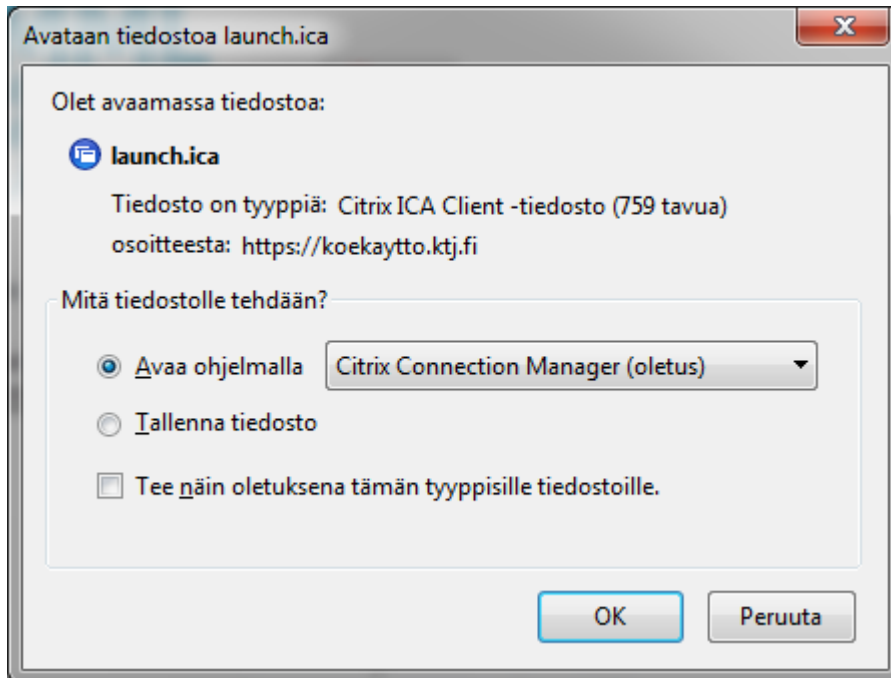 Avataan tiedostoa launch.ica
Olet avaamassa tiedostoa:
launch.ica
Tiedosto on tyyppiä: Citrix ICA Client -tiedosto (759 tavua)
osoitteesta: https://koekaytto.ktj.fi
Mitä tiedostolle tehdään?
Avaa ohjelmalla Citrix Connection Manager (oletus)
Tallenna tiedosto
Tee näin oletuksena tämän tyyppisille tiedostoille.
OK Peruuta